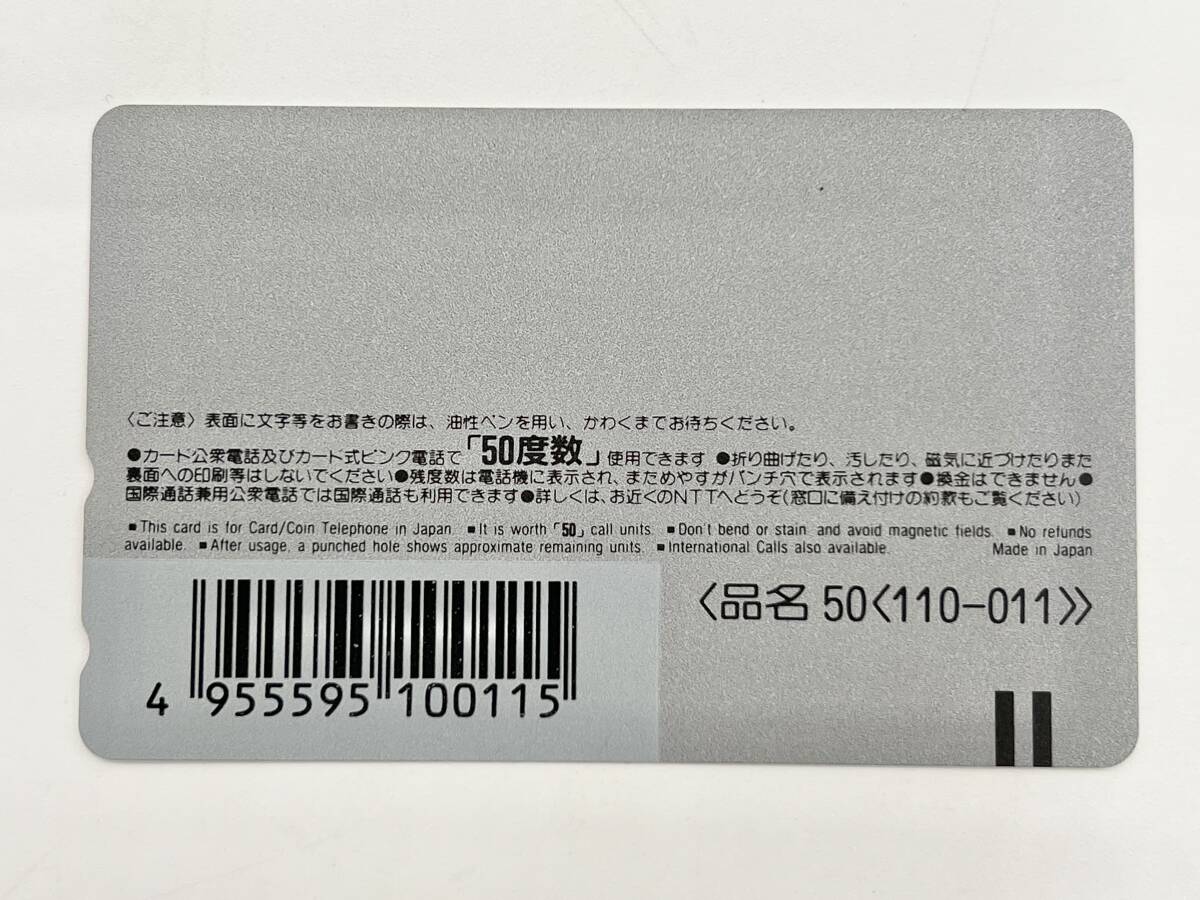 〈ご注意〉表面に文字等をお書きの際は、油性ペンを用い、かわくまでお待ちください。
●カード公衆電話及びカード式ピンク電話で「50度数」使用できます ●折り曲げたり、汚したり、磁気に近づけたりまた
裏面への印刷等はしないでください●残度数は電話機に表示され、まためやすがパンチ穴で表示されます●換金はできません●
国際通話兼用公衆電話では国際通話も利用できます●詳しくは、お近くのNTTへどうぞ(窓口に備え付けの約款もご覧ください)
■This card is for Card/Coin Telephone in Japan. ■It is worth「50」call units. ■Don't bend or stain and avoid magnetic fields. ■No refunds
available. ■After usage, a punched hole shows approximate remaining units. ■International Calls also available. Made in Japan
〈品名 50〈110-011〉〉
4 955595 100115